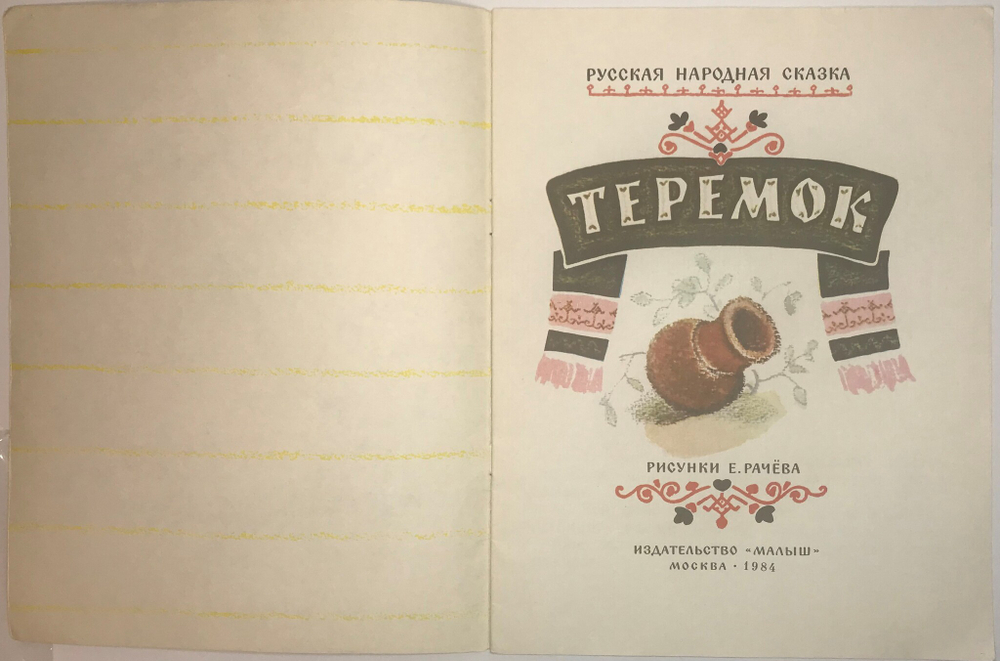 РУССКАЯ НАРОДНАЯ СКАЗКА
ТЕРЕМОК
РИСУНКИ Е. РАЧЁВА
ИЗДАТЕЛЬСТВО «МАЛЫШ»
МОСКВА · 1984